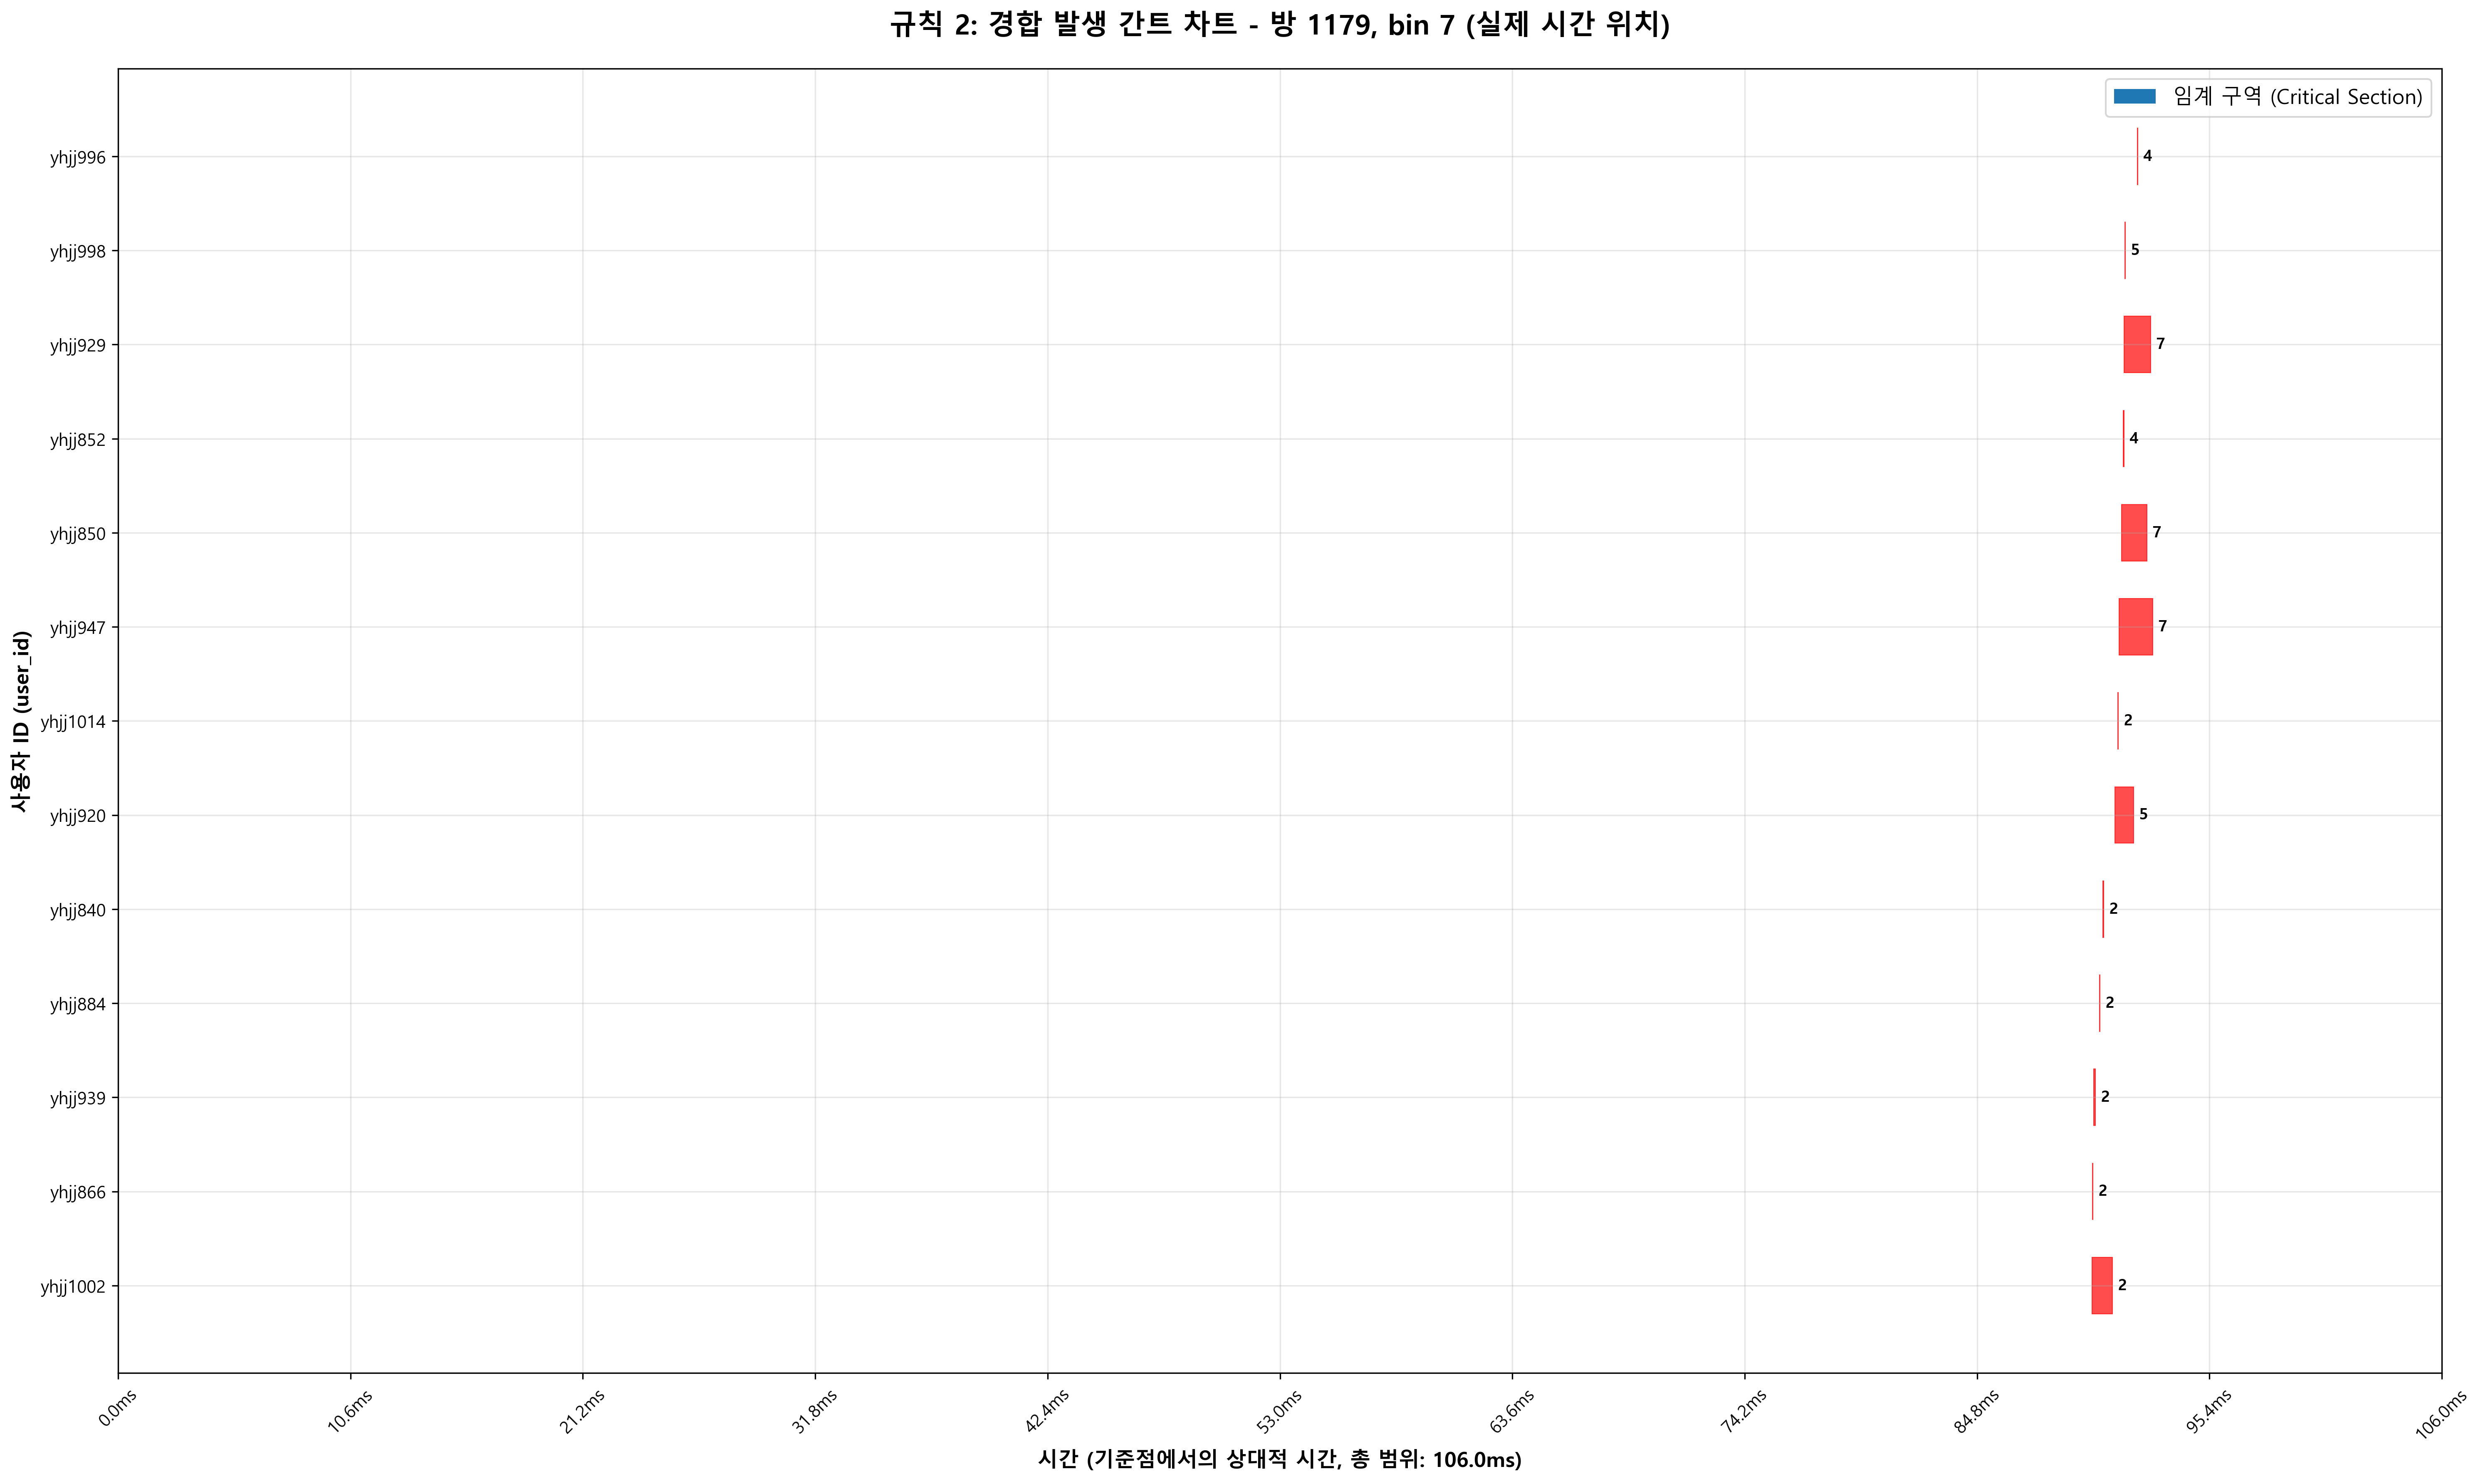 규칙 2: 경합 발생 간트 차트 - 방 1179, bin 7 (실제 시간 위치)
임계 구역 (Critical Section)
사용자 ID (user_id)
yhjj996
4
yhjj998
5
yhjj929
7
yhjj852
4
yhjj850
7
yhjj947
7
yhjj1014
2
yhjj920
5
yhjj840
2
yhjj884
2
yhjj939
2
yhjj866
2
yhjj1002
2
0.0ms
10.6ms
21.2ms
31.8ms
42.4ms
53.0ms
63.6ms
74.2ms
84.8ms
95.4ms
106.0ms
시간 (기준점에서의 상대적 시간, 총 범위: 106.0ms)